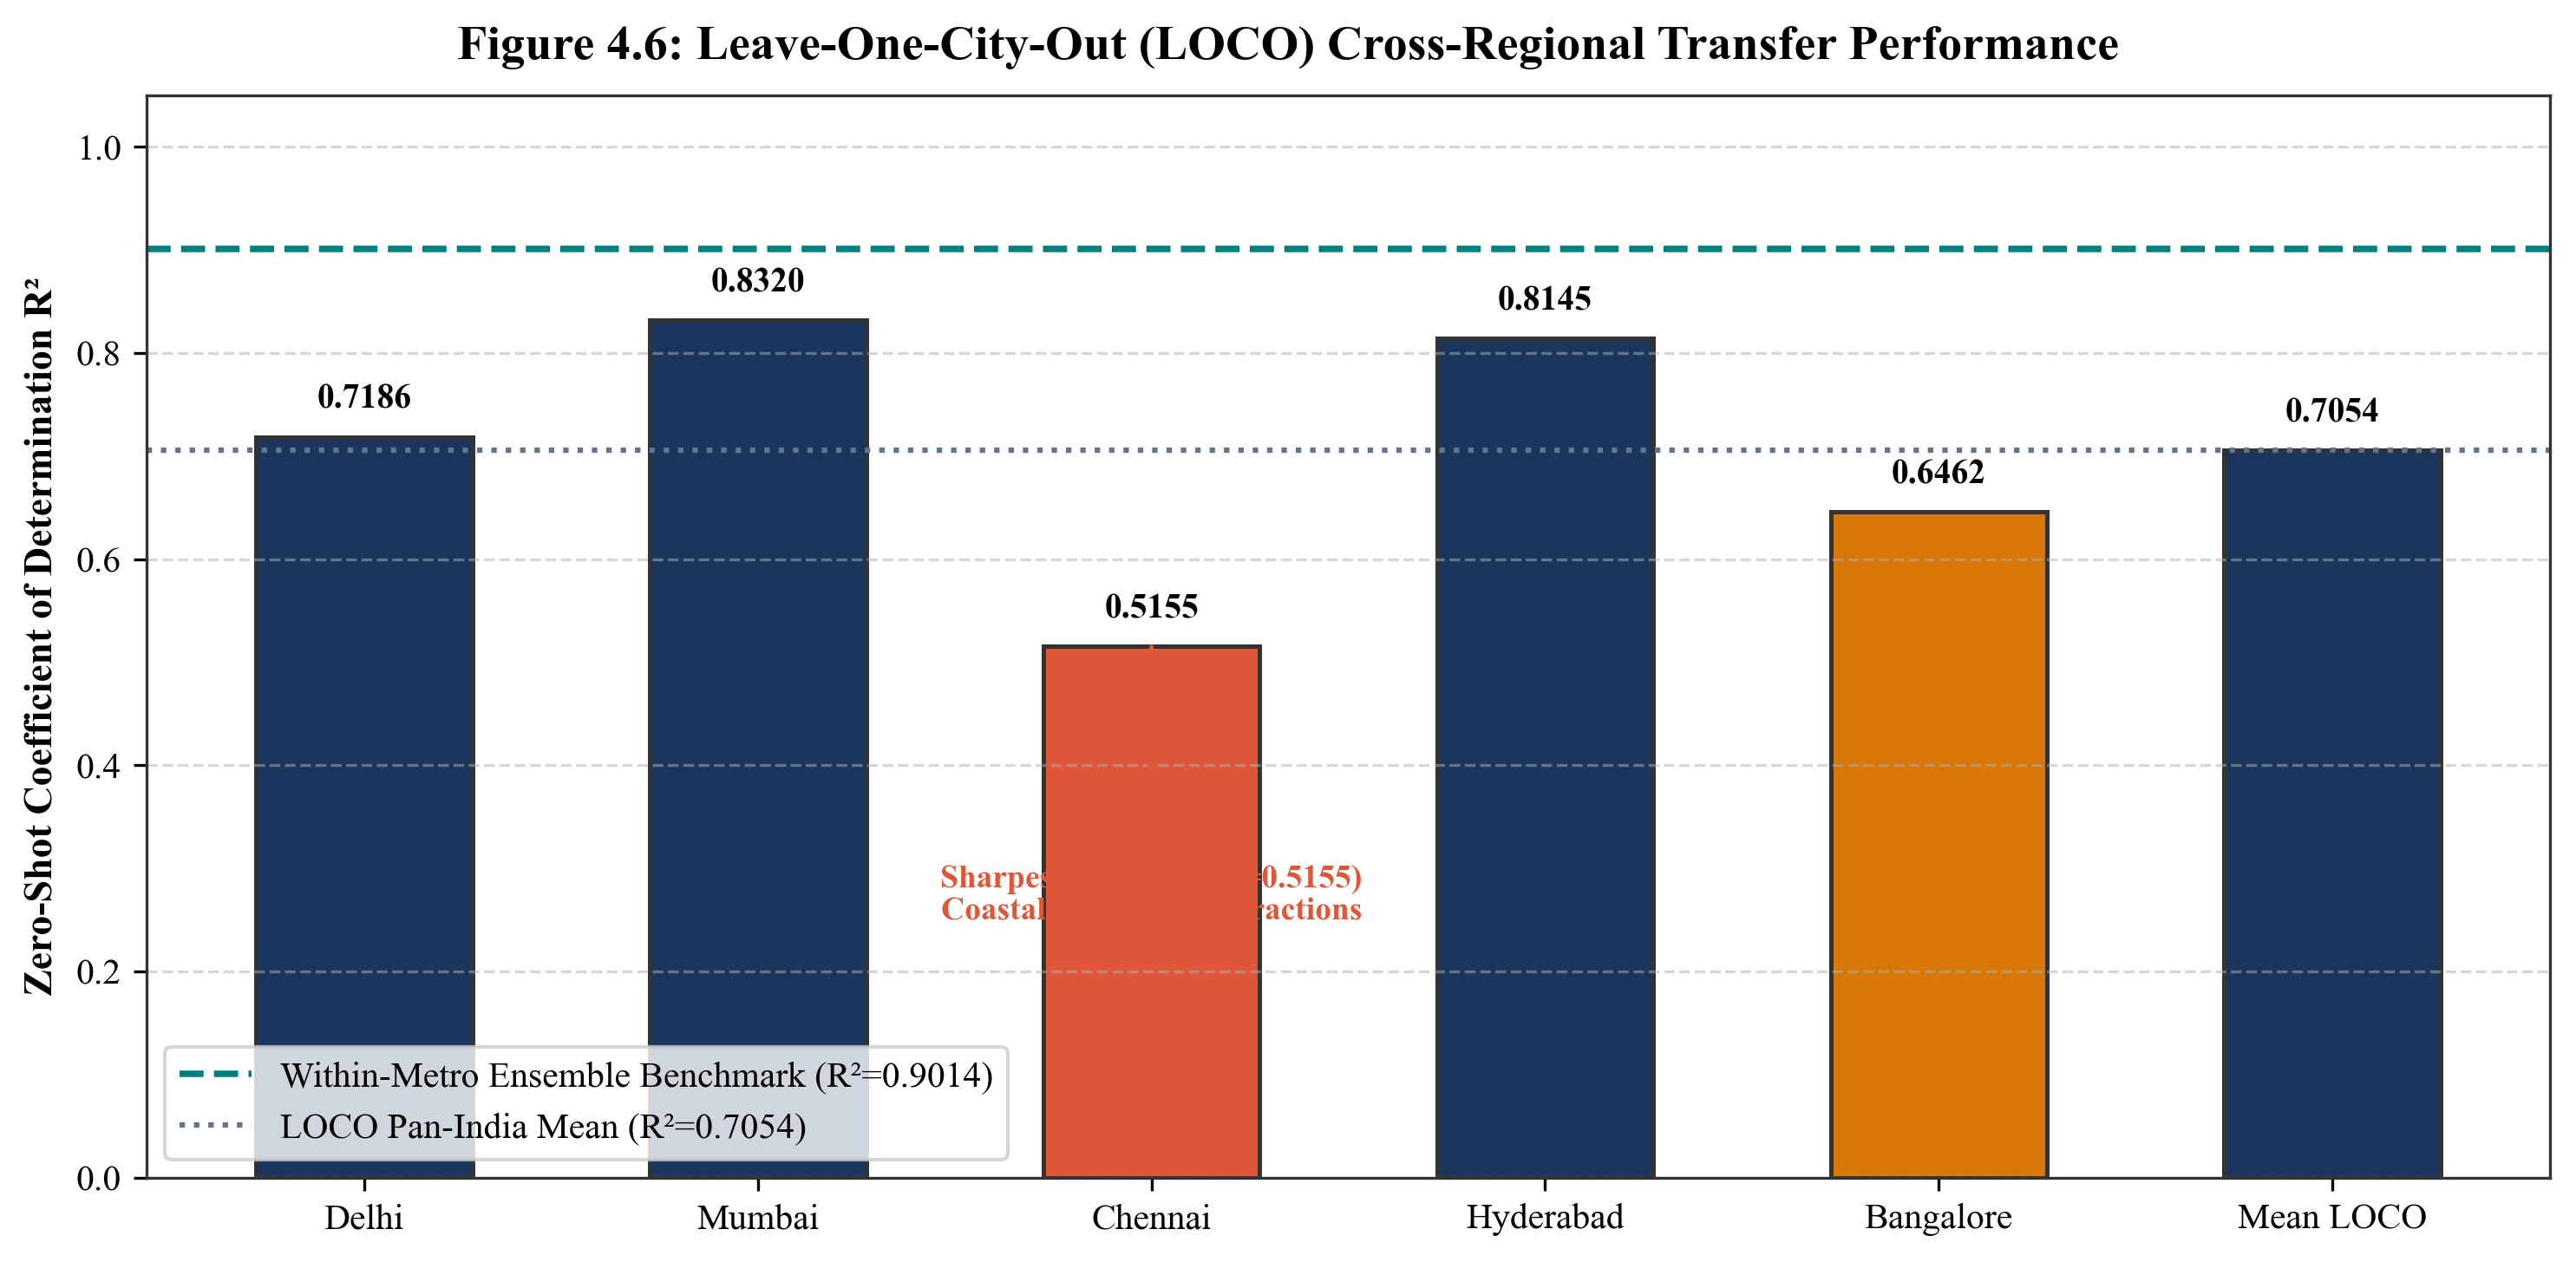 Figure 4.6: Leave-One-City-Out (LOCO) Cross-Regional Transfer Performance
Zero-Shot Coefficient of Determination R²
1.0
0.8
0.6
0.4
0.2
0.0
0.7186
0.8320
0.5155
0.8145
0.6462
0.7054
0.5155)
Coastal
Within-Metro Ensemble Benchmark (R²=0.9014)
LOCO Pan-India Mean (R²=0.7054)
Delhi
Mumbai
Chennai
Hyderabad
Bangalore
Mean LOCO